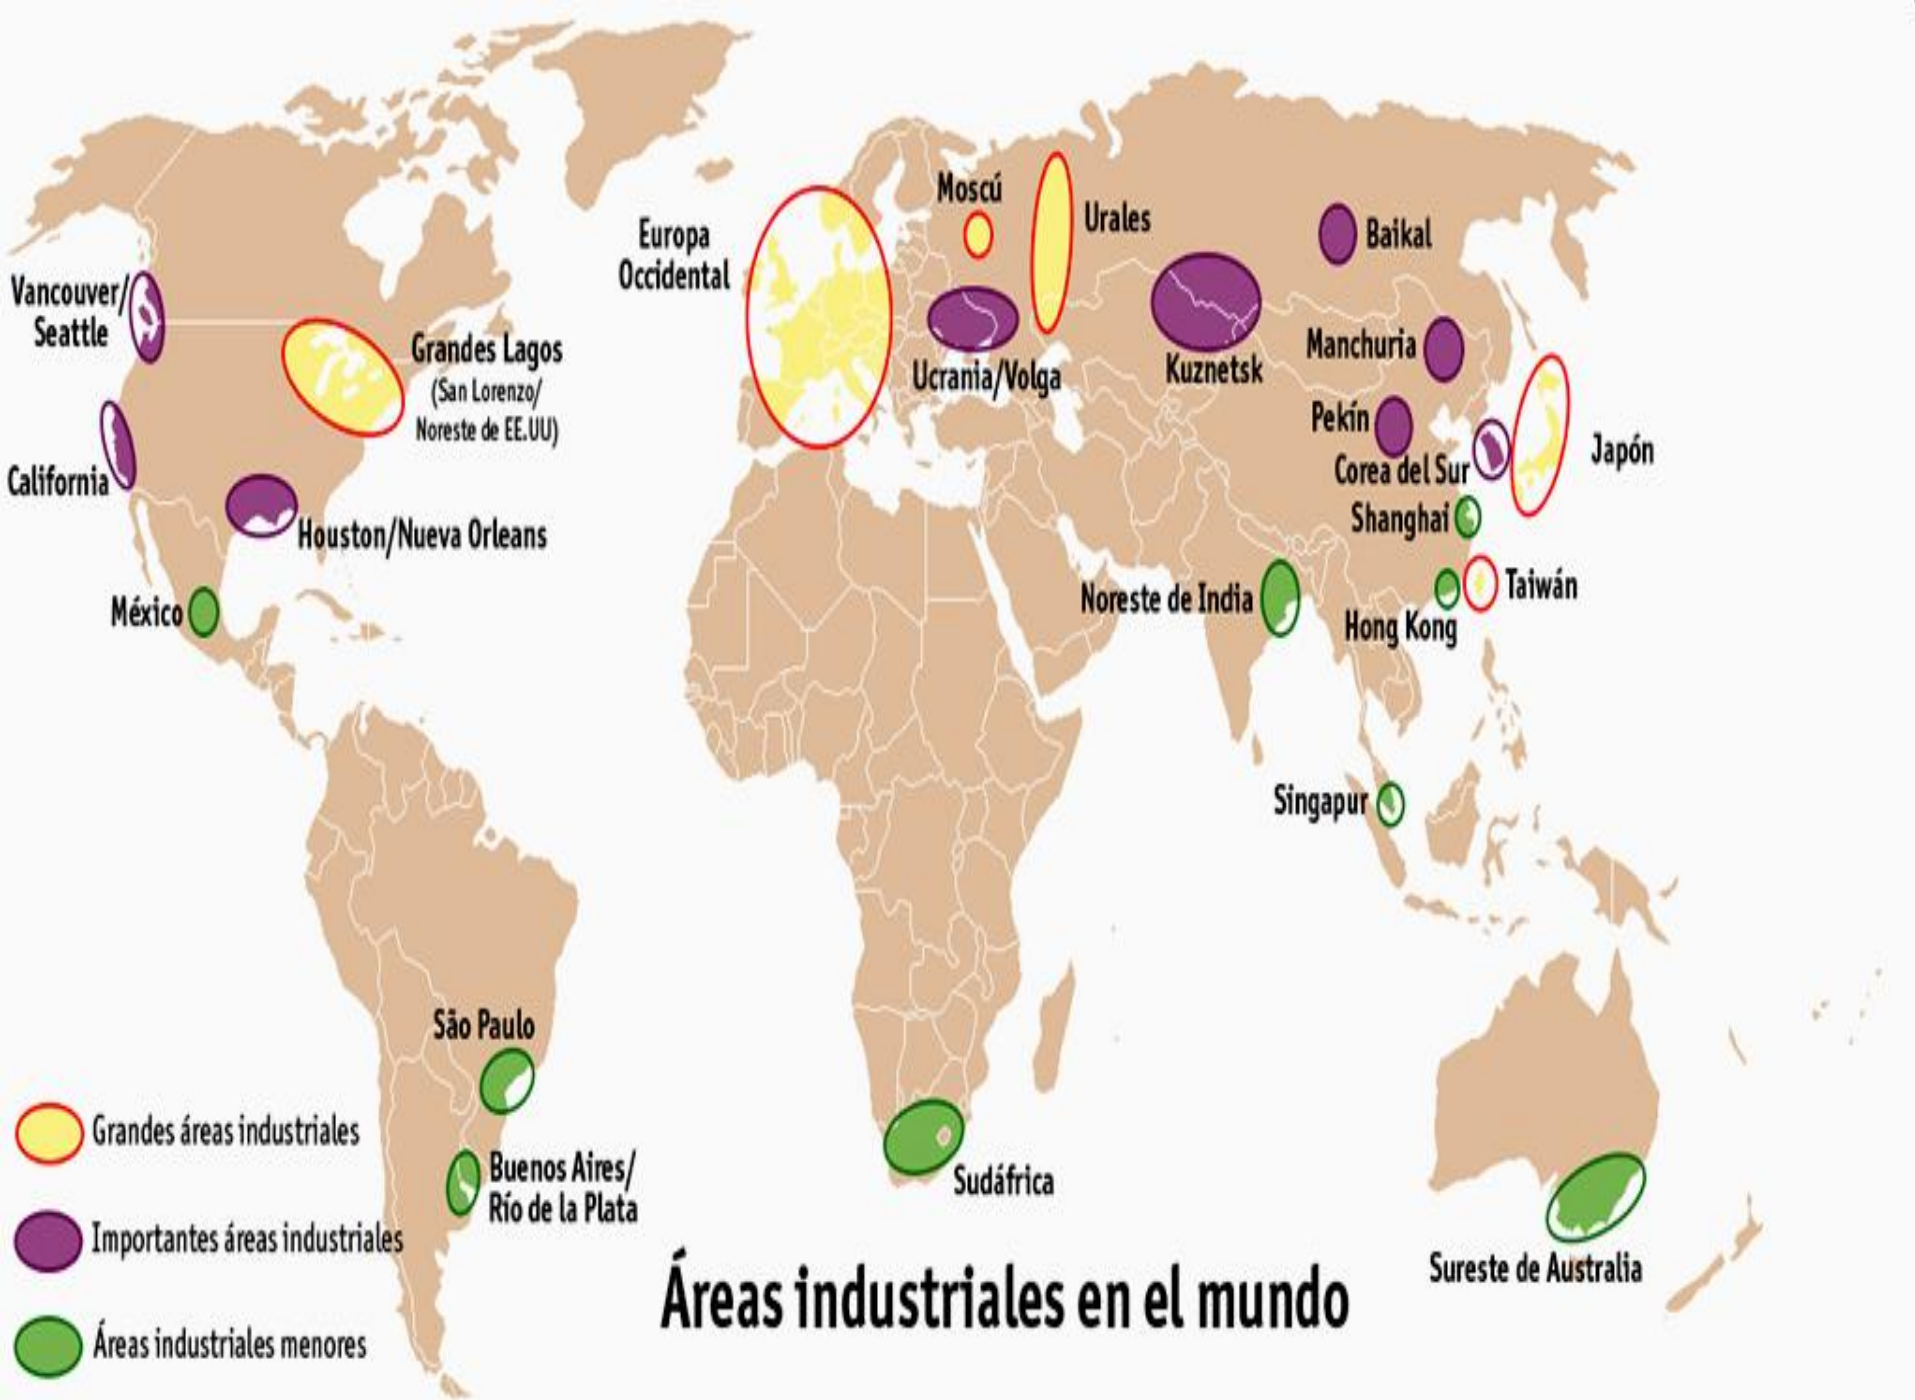 Moscú
Urales
Europa
Occidental
Baikal
Vancouver/
Seattle
Grandes Lagos
(San Lorenzo/
Noreste de EE.UU)
Ucrania/Volga
Kuznetsk
Manchuria
Pekín
Corea del Sur
Japón
California
Houston/Nueva Orleans
Shanghai
México
Noreste de India
Taiwán
Hong Kong
Singapur
São Paulo
Buenos Aires/
Río de la Plata
Sudáfrica
Sureste de Australia
Grandes áreas industriales
Importantes áreas industriales
Áreas industriales menores
Áreas industriales en el mundo